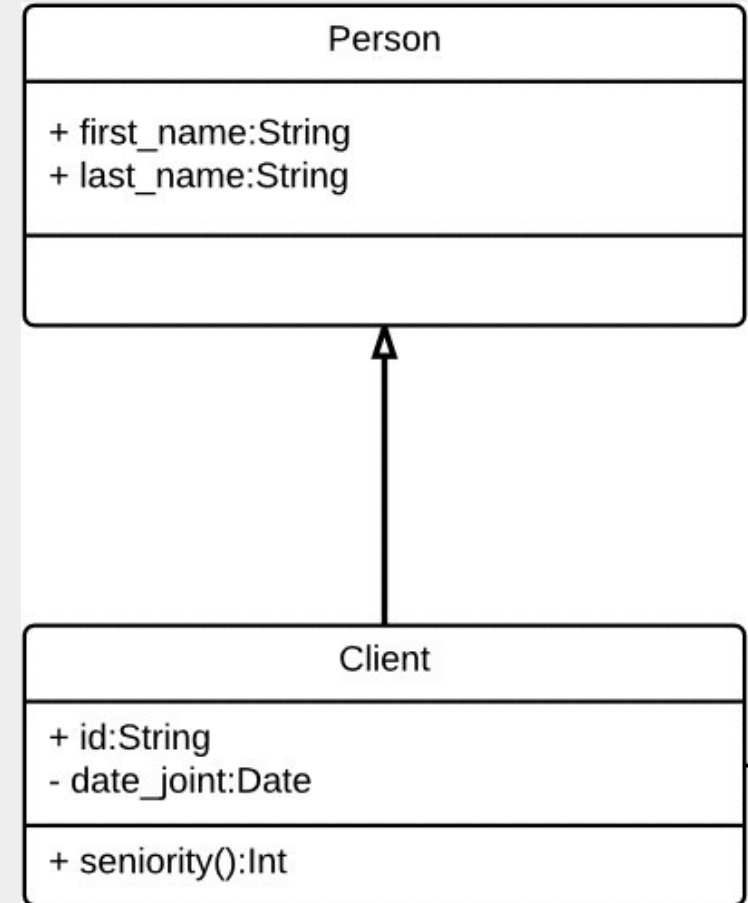 Person
+ first_name:String
+ last_name:String
Client
+ id:String
- date_joint:Date
+ seniority():Int